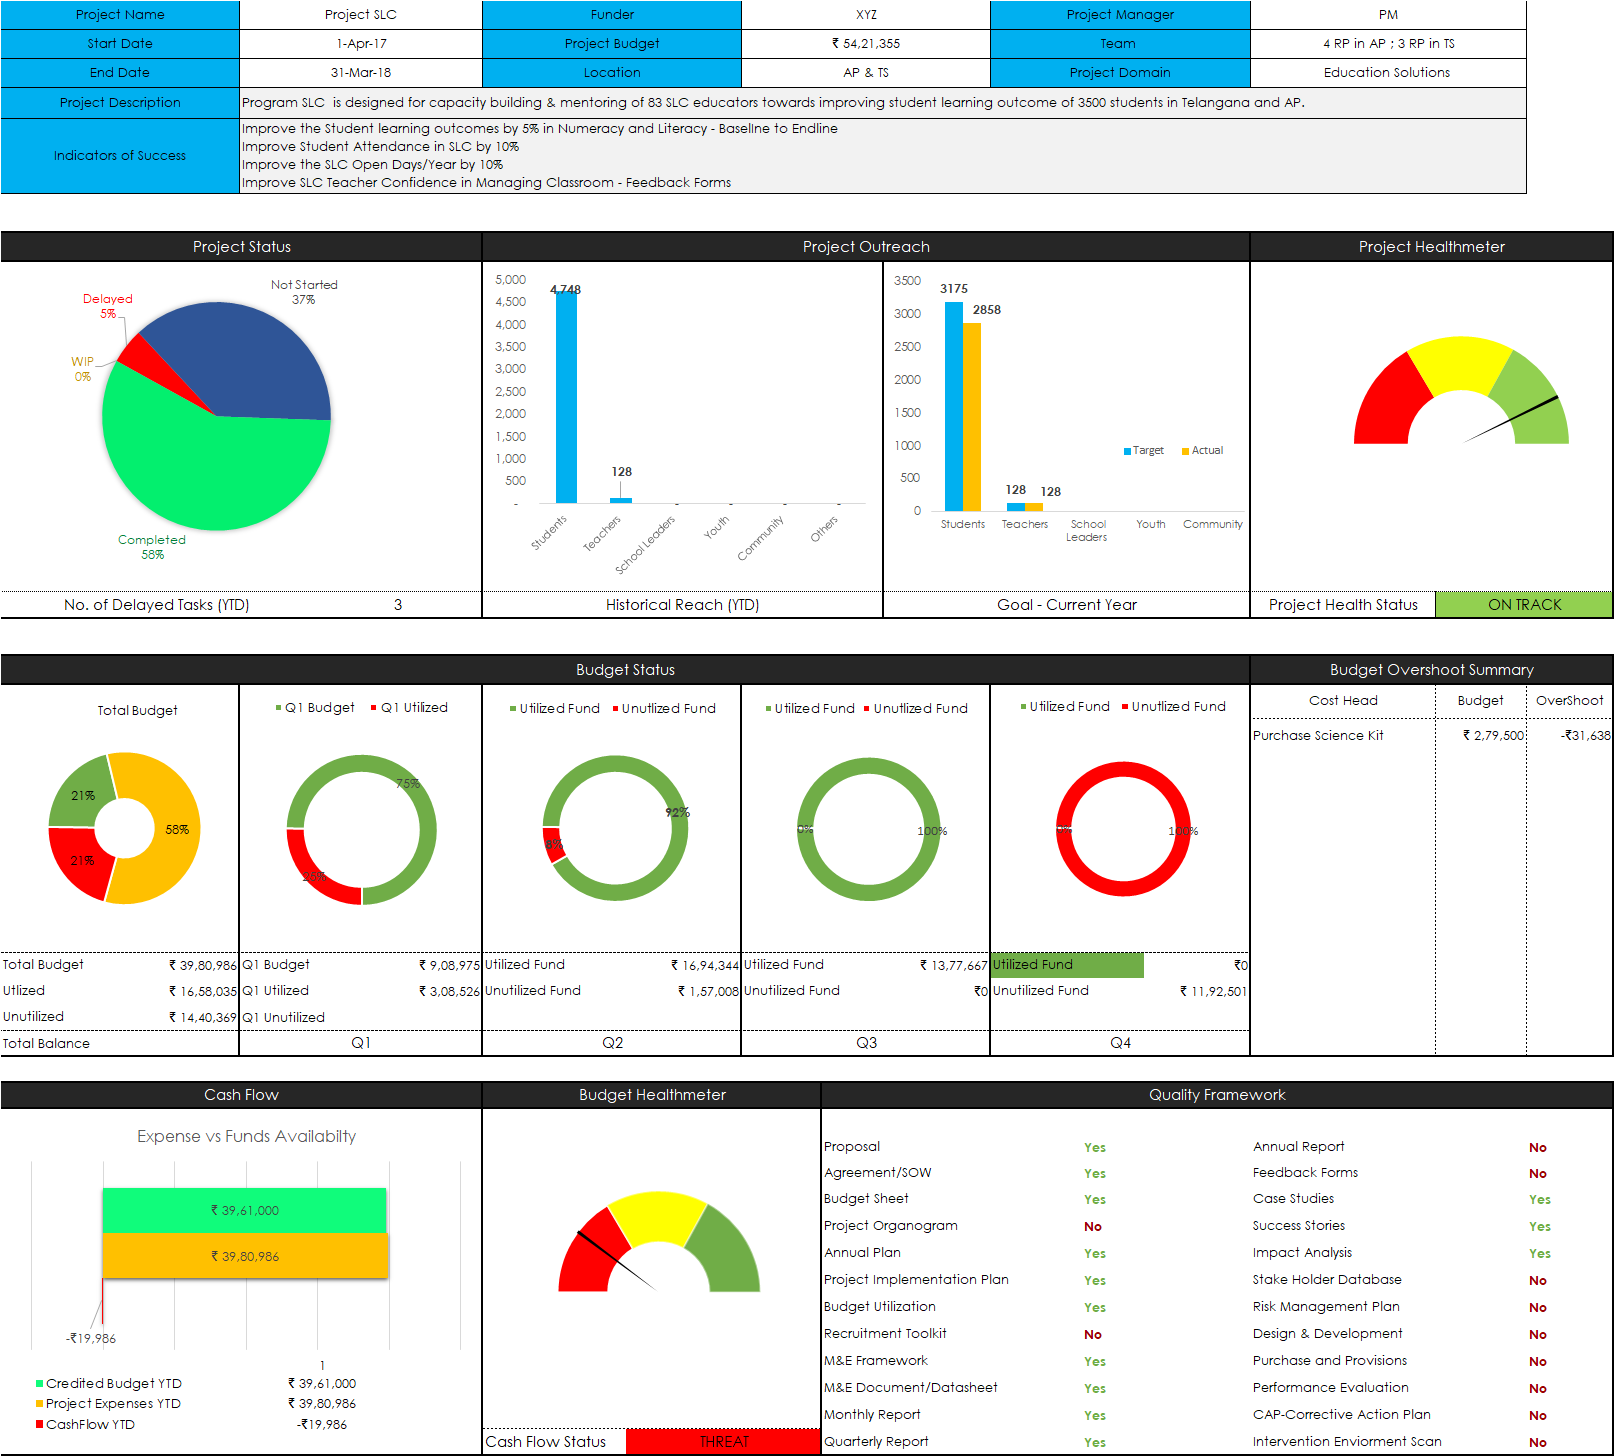 Project Name Project SLC Funder XYZ Project Manager PM
Start Date 1-Apr-17 Project Budget ₹ 54,21,355 Team 4 RP in AP ; 3 RP in TS
End Date 31-Mar-18 Location AP & TS Project Domain Education Solutions
Project Description Program SLC is designed for capacity building & mentoring of 83 SLC educators towards improving student learning outcome of 3500 students in Telangana and AP.
Indicators of Success
Improve the Student learning outcomes by 5% in Numeracy and Literacy - Baseline to Endline
Improve Student Attendance in SLC by 10%
Improve the SLC Open Days/Year by 10%
Improve SLC Teacher Confidence in Managing Classroom - Feedback Forms
Project Status
Not Started
37%
Delayed
5%
WIP
0%
Completed
58%
No. of Delayed Tasks (YTD) 3
Project Outreach
5,000
4,500
4,000
3,500
3,000
2,500
2,000
1,500
1,000
500
-
4,748
128
-
-
-
-
Students
Teachers
School Leaders
Youth
Community
Others
Historical Reach (YTD)
3500
3000
2500
2000
1500
1000
500
0
3175
2858
128
128
Target Actual
Students
Teachers
School
Leaders
Youth
Community
Goal - Current Year
Project Healthmeter
Project Health Status ON TRACK
Budget Status
Total Budget
21%
58%
21%
Total Budget ₹ 39,80,986
Utlized ₹ 16,58,035
Unutilized ₹ 14,40,369
Total Balance
Q1 Budget Q1 Utilized
75%
25%
Q1 Budget ₹ 9,08,975
Q1 Utilized ₹ 3,08,526
Q1 Unutilized
Q1
Utilized Fund Unutlized Fund
92%
8%
Utilized Fund ₹ 16,94,344
Unutilized Fund ₹ 1,57,008
Q2
Utilized Fund Unutlized Fund
0%
100%
Utilized Fund ₹ 13,77,667
Unutilized Fund ₹0
Q3
Utilized Fund Unutlized Fund
0%
100%
Utilized Fund ₹0
Unutilized Fund ₹ 11,92,501
Q4
Budget Overshoot Summary
Cost Head Budget OverShoot
Purchase Science Kit ₹ 2,79,500 -₹31,638
Cash Flow
Expense vs Funds Availabilty
₹ 39,61,000
₹ 39,80,986
-₹19,986
1
Credited Budget YTD ₹ 39,61,000
Project Expenses YTD ₹ 39,80,986
CashFlow YTD -₹19,986
Budget Healthmeter
Cash Flow Status THREAT
Quality Framework
Proposal Yes Annual Report No
Agreement/SOW Yes Feedback Forms No
Budget Sheet Yes Case Studies Yes
Project Organogram No Success Stories Yes
Annual Plan Yes Impact Analysis Yes
Project Implementation Plan Yes Stake Holder Database No
Budget Utilization Yes Risk Management Plan No
Recruitment Toolkit No Design & Development No
M&E Framework Yes Purchase and Provisions No
M&E Document/Datasheet Yes Performance Evaluation No
Monthly Report Yes CAP-Corrective Action Plan No
Quarterly Report Yes Intervention Enviorment Scan No